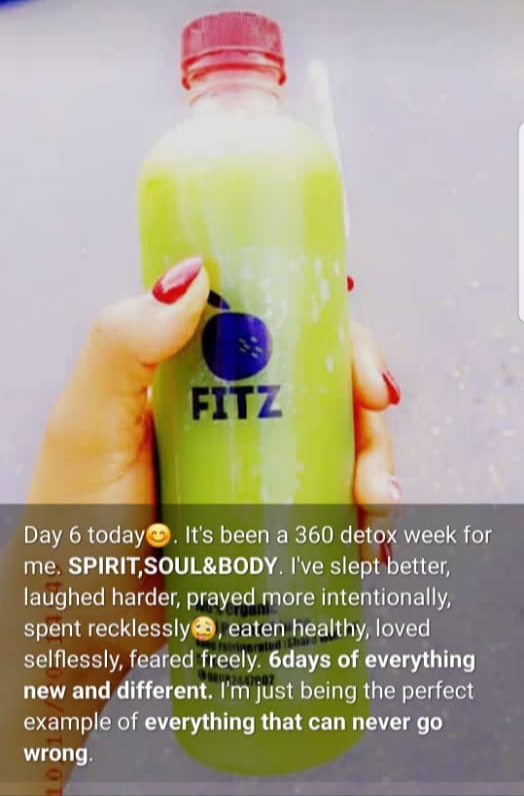 FITZ
Day 6 today😊. It's been a 360 detox week for
me. SPIRIT,SOUL&BODY. I've slept better,
laughed harder, prayed more intentionally,
spent recklessly🤕, eaten healthy, loved
selflessly, feared freely. 6days of everything
new and different. I'm just being the perfect
example of everything that can never go
wrong.